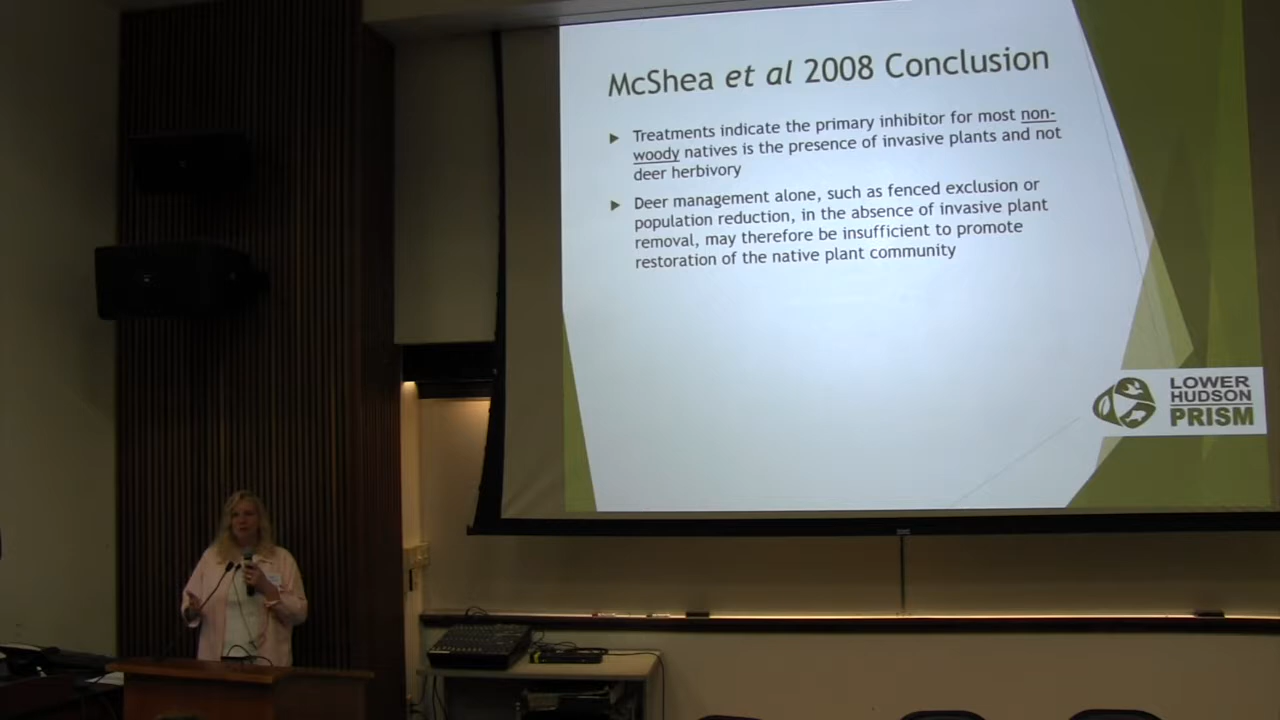 McShea et al 2008 Conclusion
Treatments indicate the primary inhibitor for most non-
woody natives is the presence of invasive plants and not
deer herbivory
Deer management alone, such as fenced exclusion or
population reduction, in the absence of invasive plant
removal, may therefore be insufficient to promote
restoration of the native plant community
LOWER
HUDSON
PRISM